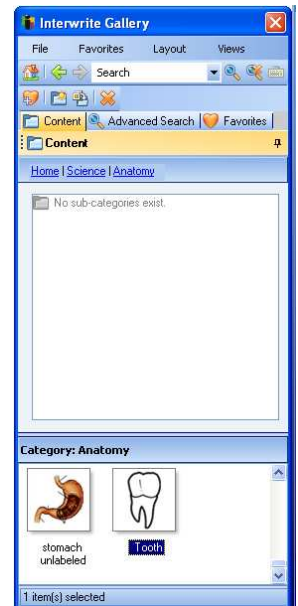 Interwrite Gallery
File Favorites Layout Views
Search
Content Advanced Search Favorites
Content
Home | Science | Anatomy
No sub-categories exist.
Category: Anatomy
stomach
unlabeled
Tooth
1 item(s) selected